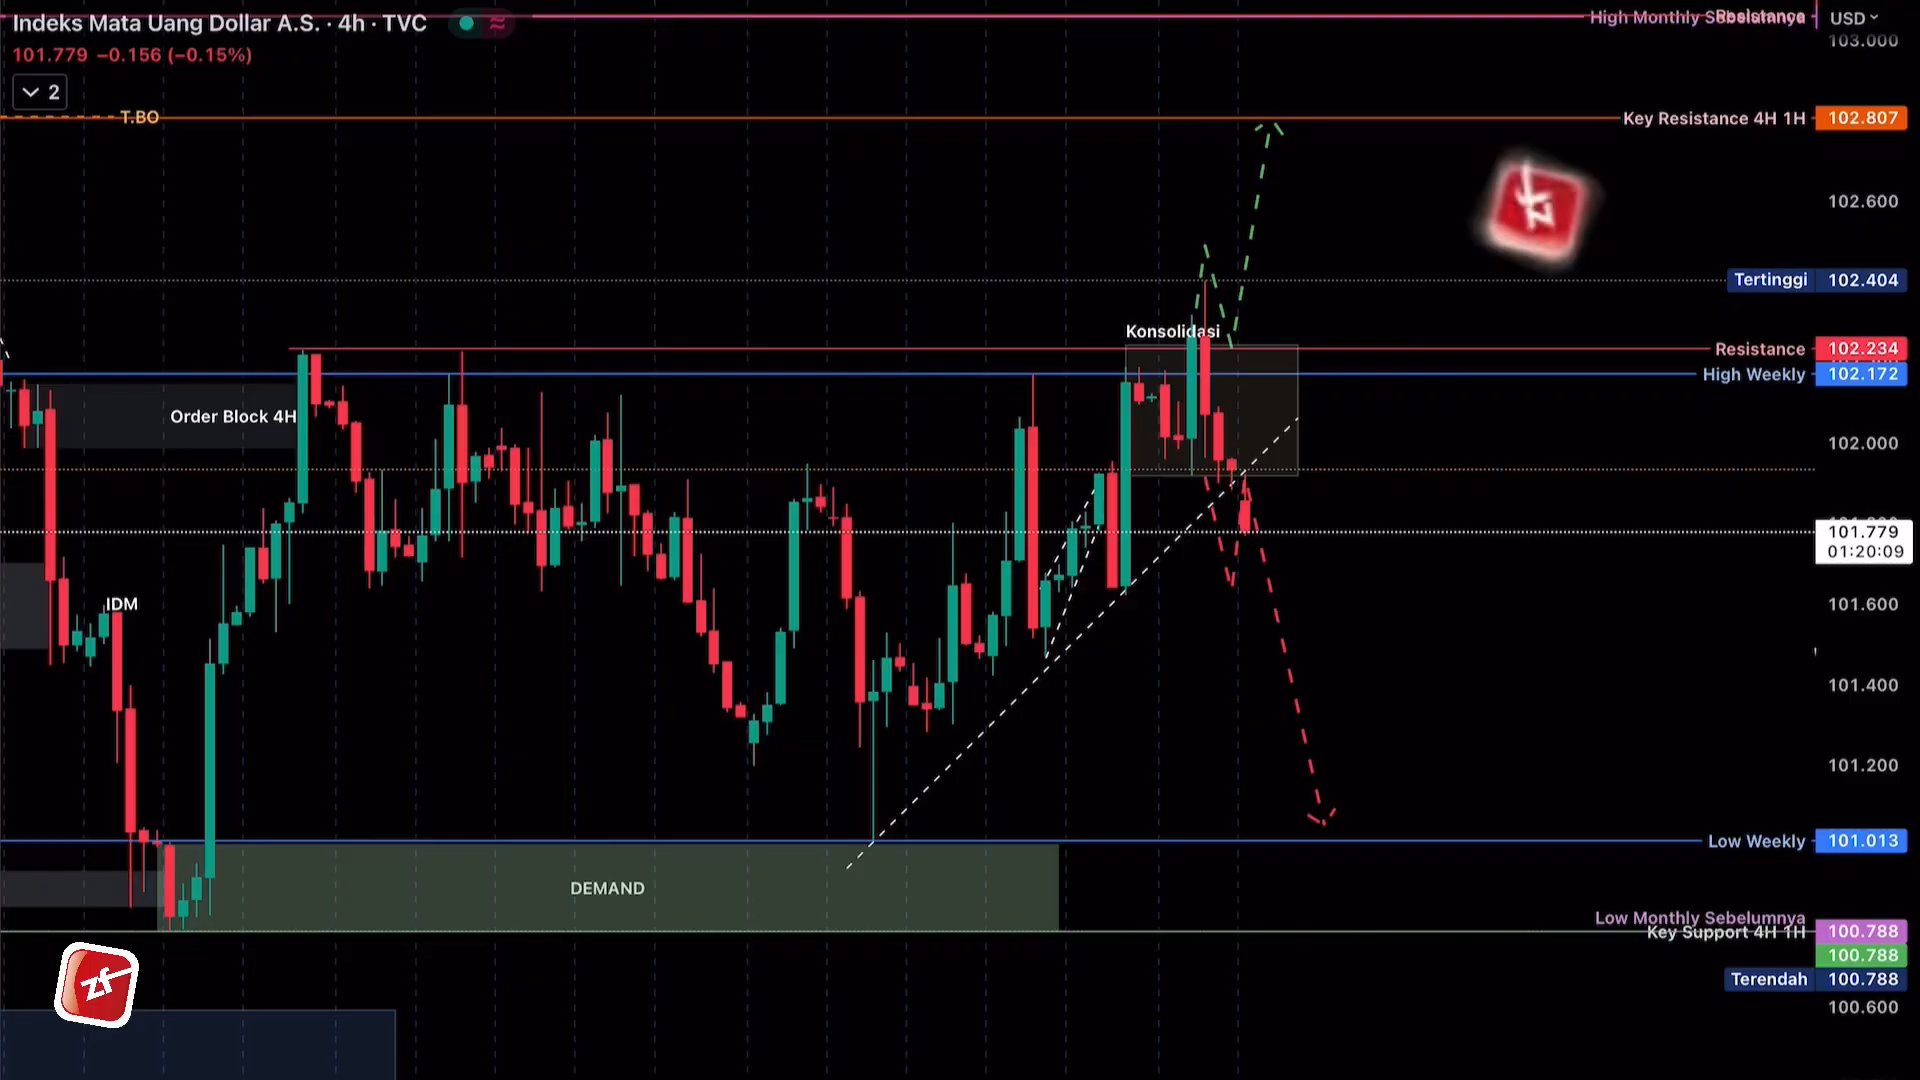 Indeks Mata Uang Dollar A.S. · 4h · TVC
101.779 −0.156 (−0.15%)
2
USD
High Monthly Sebelumnya
Resistance
103.000
T.BO
Key Resistance 4H 1H 102.807
102.600
Tertinggi 102.404
Konsolidasi
Resistance 102.234
High Weekly 102.172
Order Block 4H
102.000
101.779
01:20:09
IDM
101.600
101.400
101.200
Low Weekly 101.013
DEMAND
Low Monthly Sebelumnya 100.788
Key Support 4H 1H 100.788
Terendah 100.788
zf
100.600